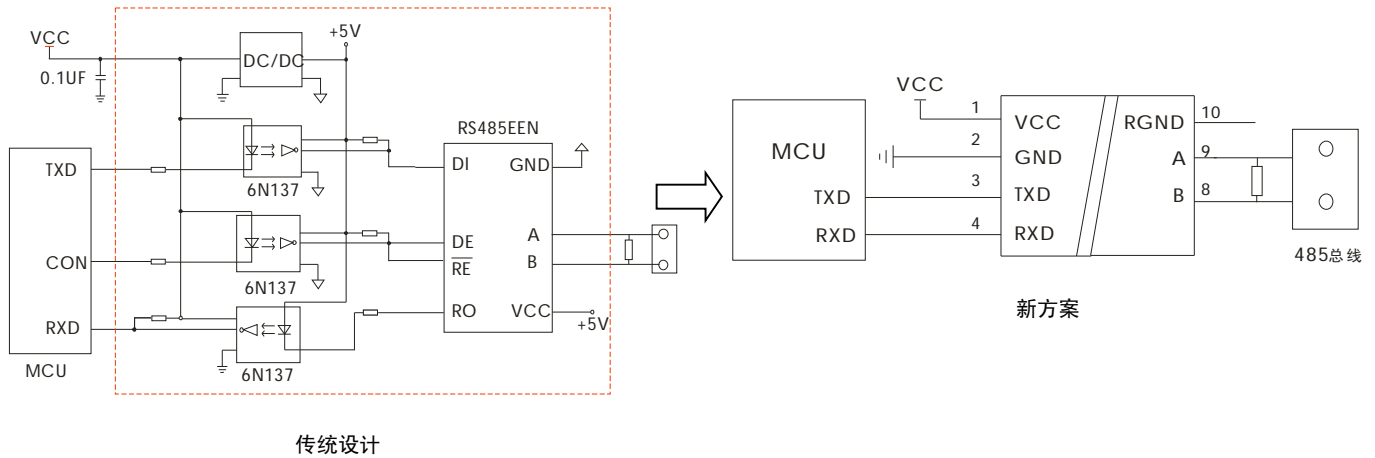 VCC
0.1UF
DC/DC
+5V
RS485EEN
TXD
6N137
DI
GND
CON
6N137
DE
RE
A
B
RXD
6N137
RO
VCC
+5V
MCU
传统设计
MCU
TXD
RXD
VCC
1
2
3
4
VCC
GND
TXD
RXD
RGND
A
B
10
9
8
485总线
新方案